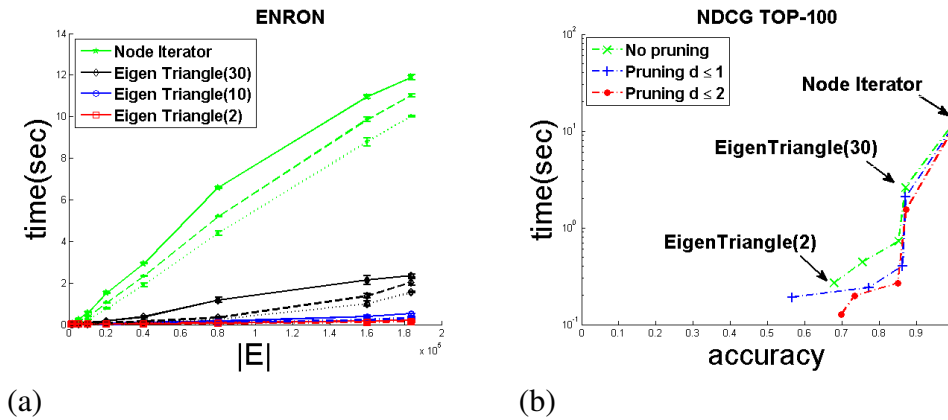 ENRON
14
12
10
8
6
4
2
0
time(sec)
Node Iterator
Eigen Triangle(30)
Eigen Triangle(10)
Eigen Triangle(2)
0 0.2 0.4 0.6 0.8 1 1.2 1.4 1.6 1.8 2
x 10^5
|E|
(a)
NDCG TOP-100
10^2
10^1
10^0
10^-1
time(sec)
No pruning
Pruning d ≤ 1
Pruning d ≤ 2
Node Iterator
EigenTriangle(30)
EigenTriangle(2)
0 0.1 0.2 0.3 0.4 0.5 0.6 0.7 0.8 0.9
accuracy
(b)